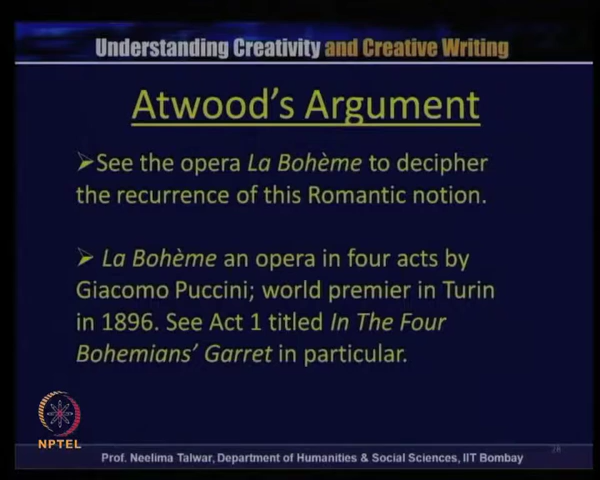 Understanding Creativity and Creative Writing
Atwood's Argument
➢See the opera La Bohème to decipher
the recurrence of this Romantic notion.
➢ La Bohème an opera in four acts by
Giacomo Puccini; world premier in Turin
in 1896. See Act 1 titled In The Four
Bohemians' Garret in particular.
NPTEL
28
Prof. Neelima Talwar, Department of Humanities & Social Sciences, IIT Bombay